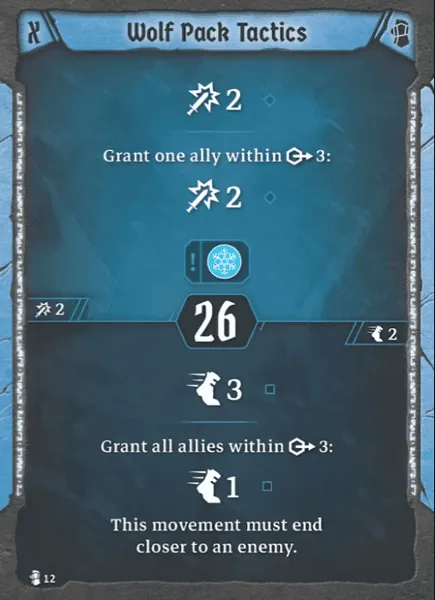 Wolf Pack Tactics
2
Grant one ally within 3:
2
!
2
26
2
3
Grant all allies within 3:
1
This movement must end
closer to an enemy.
12